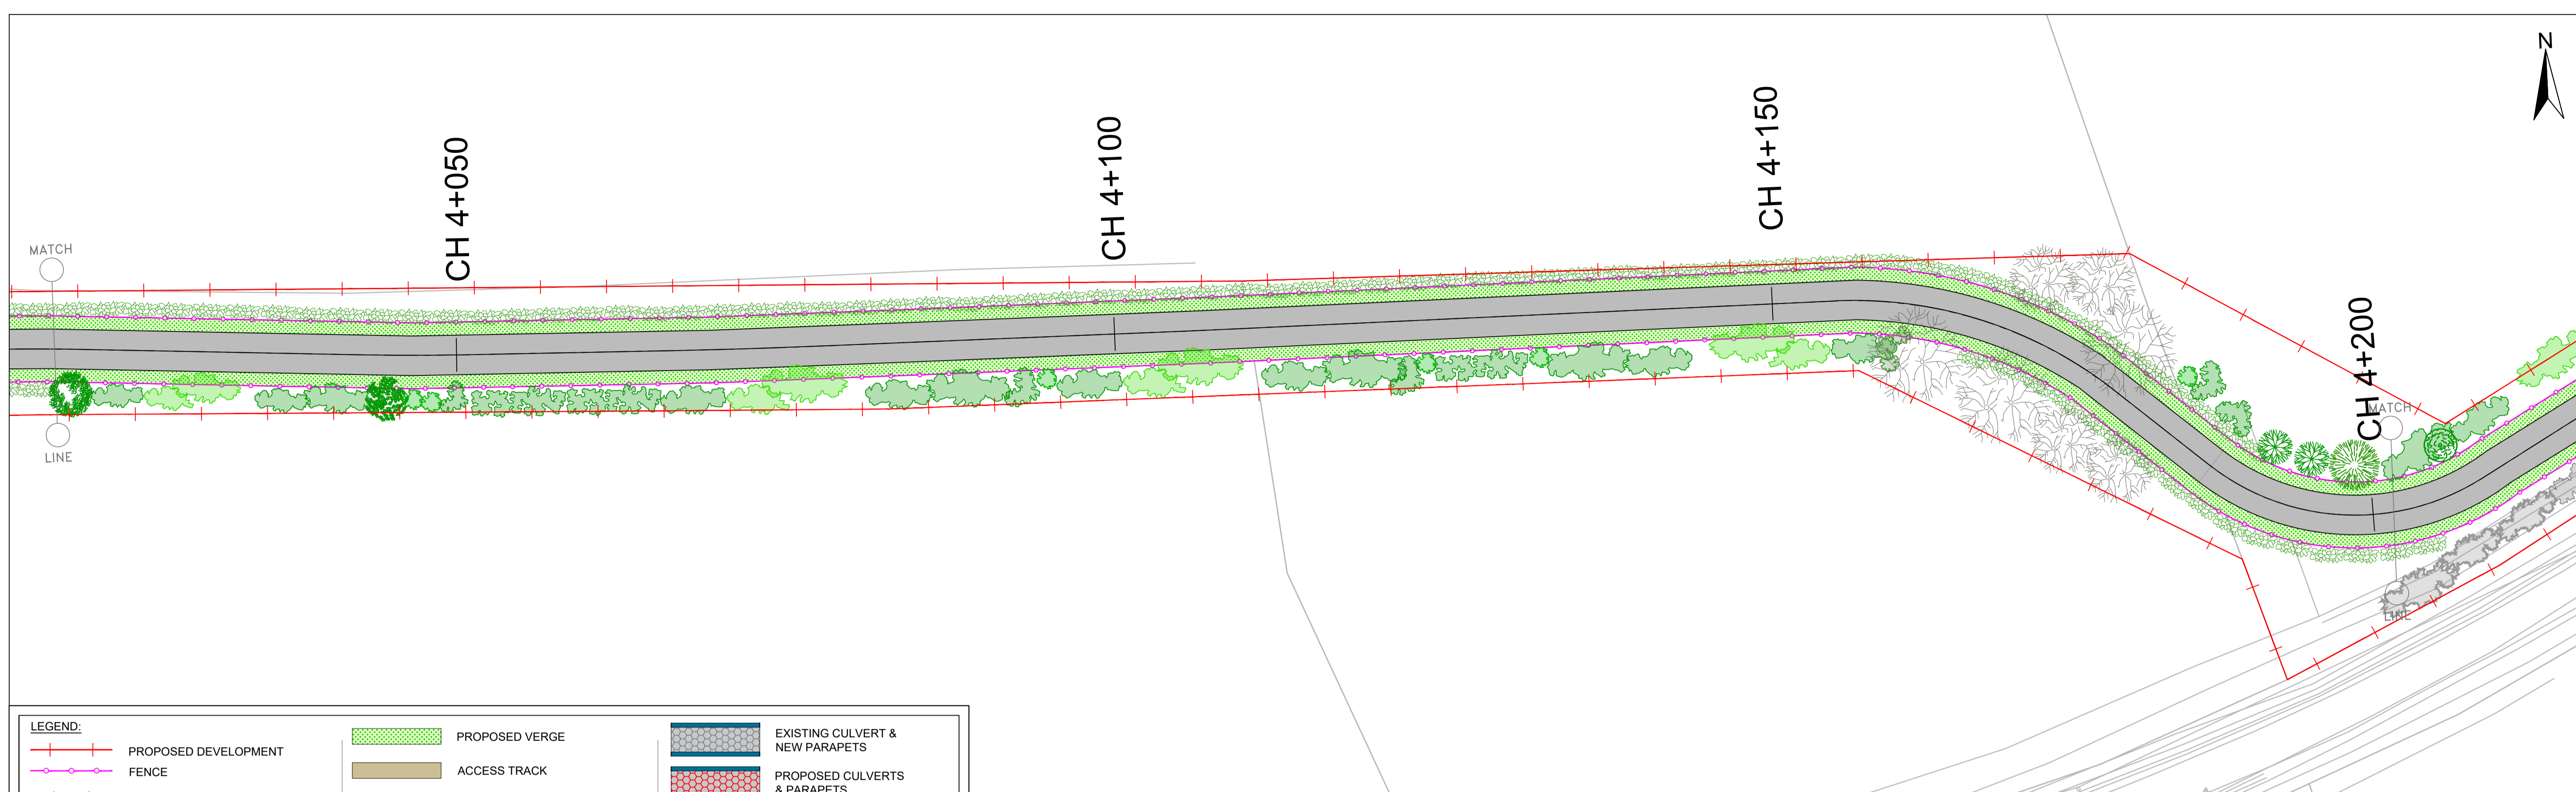 N
CH 4+050
CH 4+100
CH 4+150
CH 4+200
MATCH
LINE
MATCH
LINE
LEGEND:
PROPOSED DEVELOPMENT
FENCE
PROPOSED VERGE
ACCESS TRACK
EXISTING CULVERT &
NEW PARAPETS
PROPOSED CULVERTS
& PARAPETS